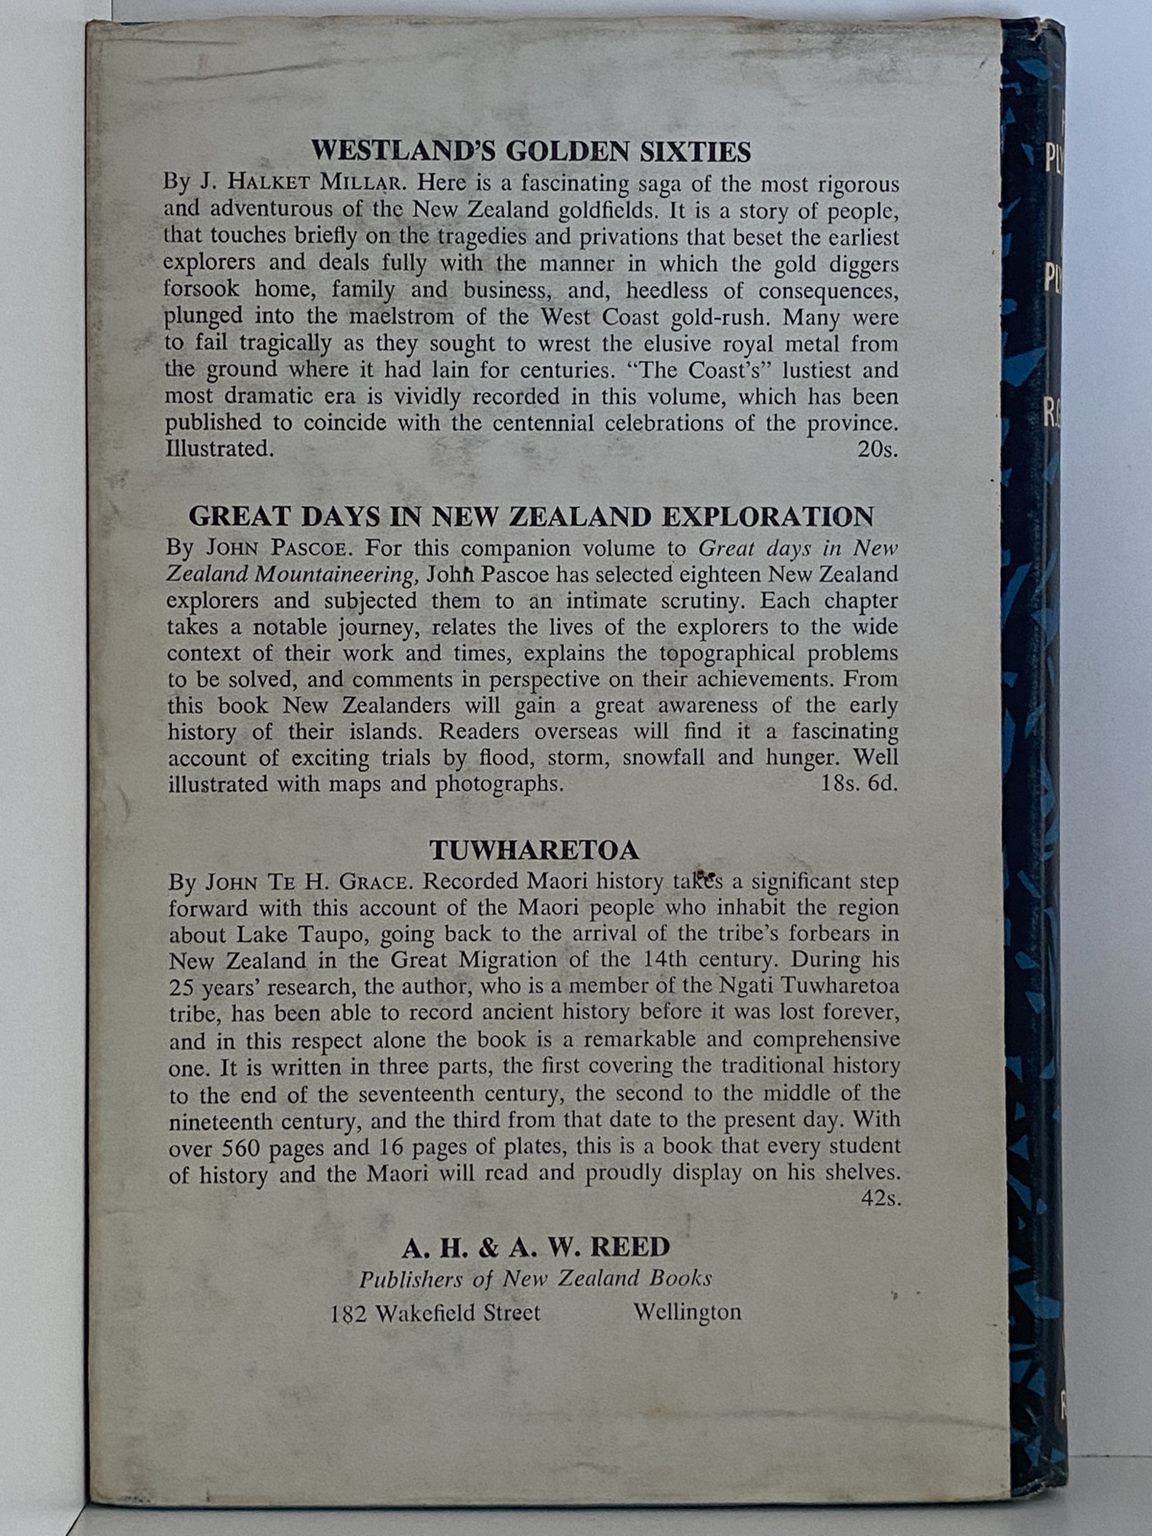 WESTLAND'S GOLDEN SIXTIES
By J. HALKET MILLAR. Here is a fascinating saga of the most rigorous
and adventurous of the New Zealand goldfields. It is a story of people,
that touches briefly on the tragedies and privations that beset the earliest
explorers and deals fully with the manner in which the gold diggers
forsook home, family and business, and, heedless of consequences,
plunged into the maelstrom of the West Coast gold-rush. Many were
to fail tragically as they sought to wrest the elusive royal metal from
the ground where it had lain for centuries. “The Coast's” lustiest and
most dramatic era is vividly recorded in this volume, which has been
published to coincide with the centennial celebrations of the province.
Illustrated. 20s.
GREAT DAYS IN NEW ZEALAND EXPLORATION
By JOHN PASCOE. For this companion volume to Great days in New
Zealand Mountaineering, John Pascoe has selected eighteen New Zealand
explorers and subjected them to an intimate scrutiny. Each chapter
takes a notable journey, relates the lives of the explorers to the wide
context of their work and times, explains the topographical problems
to be solved, and comments in perspective on their achievements. From
this book New Zealanders will gain a great awareness of the early
history of their islands. Readers overseas will find it a fascinating
account of exciting trials by flood, storm, snowfall and hunger. Well
illustrated with maps and photographs. 18s. 6d.
TUWHARETOA
By JOHN TE H. GRACE. Recorded Maori history takes a significant step
forward with this account of the Maori people who inhabit the region
about Lake Taupo, going back to the arrival of the tribe's forbears in
New Zealand in the Great Migration of the 14th century. During his
25 years' research, the author, who is a member of the Ngati Tuwharetoa
tribe, has been able to record ancient history before it was lost forever,
and in this respect alone the book is a remarkable and comprehensive
one. It is written in three parts, the first covering the traditional history
to the end of the seventeenth century, the second to the middle of the
nineteenth century, and the third from that date to the present day. With
over 560 pages and 16 pages of plates, this is a book that every student
of history and the Maori will read and proudly display on his shelves.
42s.
A. H. & A. W. REED
Publishers of New Zealand Books
182 Wakefield Street Wellington